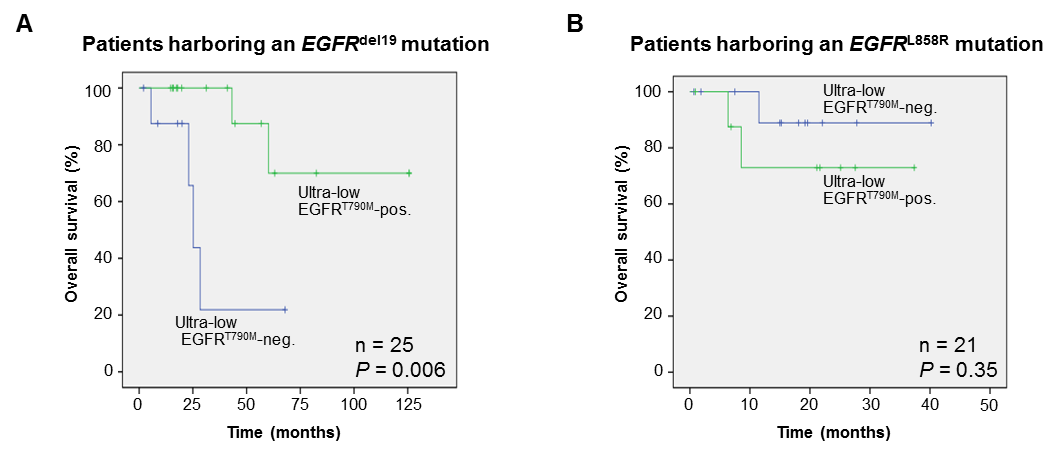 A
Patients harboring an EGFRdel19 mutation
Overall survival (%)
100
80
60
40
20
0
Ultra-low
EGFRT790M-pos.
Ultra-low
EGFRT790M-neg.
n = 25
P = 0.006
0 25 50 75 100 125
Time (months)
B
Patients harboring an EGFRL858R mutation
Overall survival (%)
100
80
60
40
20
0
Ultra-low
EGFRT790M-neg.
Ultra-low
EGFRT790M-pos.
n = 21
P = 0.35
0 10 20 30 40 50
Time (months)